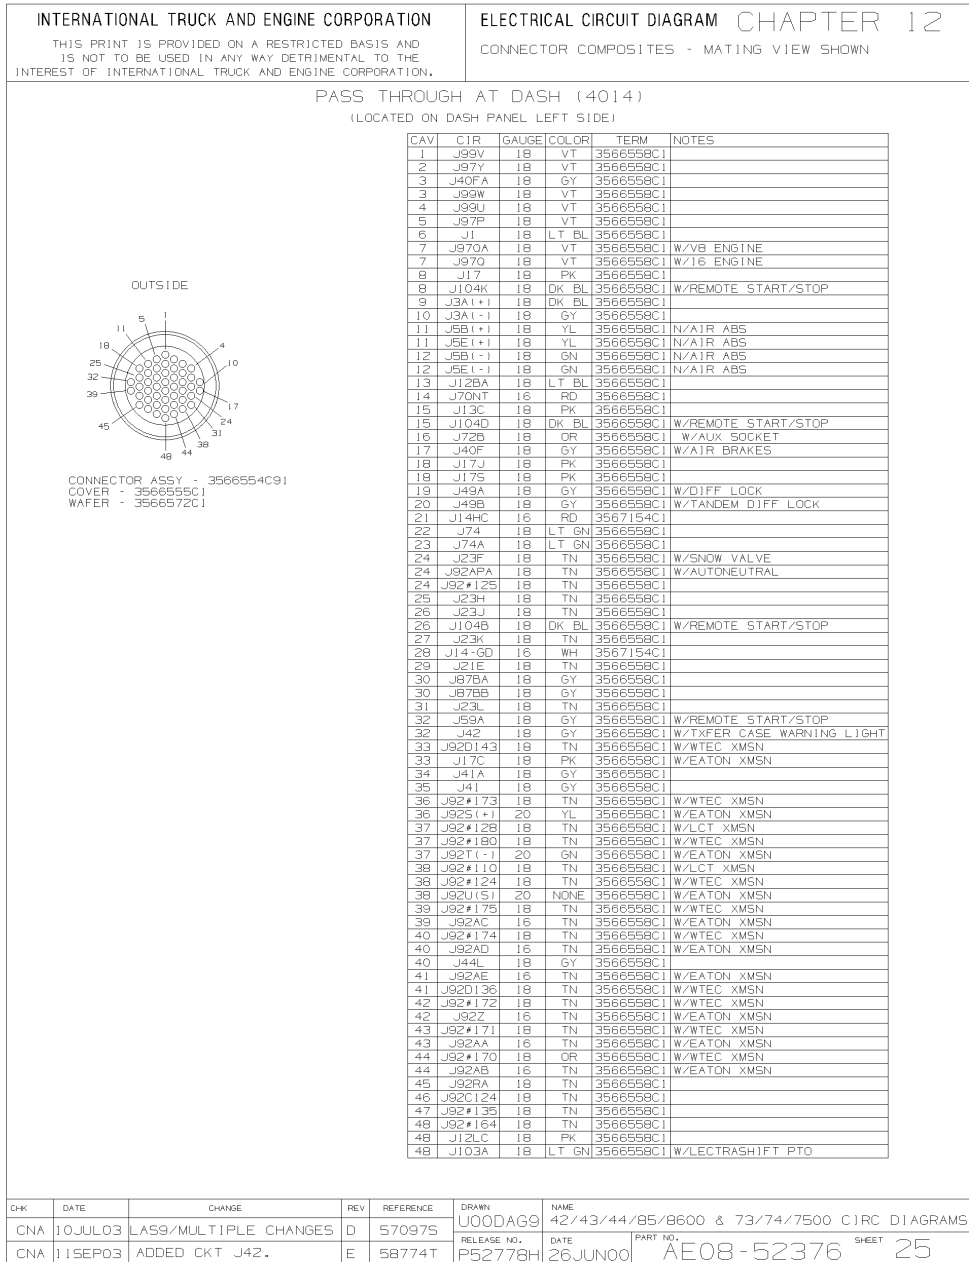 INTERNATIONAL TRUCK AND ENGINE CORPORATION
THIS PRINT IS PROVIDED ON A RESTRICTED BASIS AND
IS NOT TO BE USED IN ANY WAY DETRIMENTAL TO THE
INTEREST OF INTERNATIONAL TRUCK AND ENGINE CORPORATION.
ELECTRICAL CIRCUIT DIAGRAM CHAPTER 12
CONNECTOR COMPOSITES - MATING VIEW SHOWN
PASS THROUGH AT DASH (4014)
(LOCATED ON DASH PANEL LEFT SIDE)
OUTSIDE
1
5
11
18
25
32
39
45
48
44
38
31
24
17
10
4
CONNECTOR ASSY - 3566554C91
COVER - 3566555C1
WAFER - 3566572C1
CAV CIR GAUGE COLOR TERM NOTES
1 J99V 18 VT 3566558C1
2 J97Y 18 VT 3566558C1
3 J40FA 18 GY 3566558C1
3 J99W 18 VT 3566558C1
4 J99U 18 VT 3566558C1
5 J97P 18 VT 3566558C1
6 J1 18 LT BL 3566558C1
7 J97QA 18 VT 3566558C1 W/V8 ENGINE
7 J97Q 18 VT 3566558C1 W/I6 ENGINE
8 J17 18 PK 3566558C1
8 J104K 18 DK BL 3566558C1 W/REMOTE START/STOP
9 J3A(+) 18 DK BL 3566558C1
10 J3A(-) 18 GY 3566558C1
11 J5B(+) 18 YL 3566558C1 N/AIR ABS
11 J5E(+) 18 YL 3566558C1 N/AIR ABS
12 J5B(-) 18 GN 3566558C1 N/AIR ABS
12 J5E(-) 18 GN 3566558C1 N/AIR ABS
13 J12BA 18 LT BL 3566558C1
14 J70NT 16 RD 3566558C1
15 J13C 18 PK 3566558C1
15 J104D 18 DK BL 3566558C1 W/REMOTE START/STOP
16 J72B 18 OR 3566558C1 W/AUX SOCKET
17 J40F 18 GY 3566558C1 W/AIR BRAKES
18 J17J 18 PK 3566558C1
18 J17S 18 PK 3566558C1
19 J49A 18 GY 3566558C1 W/DIFF LOCK
20 J49B 18 GY 3566558C1 W/TANDEM DIFF LOCK
21 J14HC 16 RD 3567154C1
22 J74 18 LT GN 3566558C1
23 J74A 18 LT GN 3566558C1
24 J23F 18 TN 3566558C1 W/SNOW VALVE
24 J92APA 18 TN 3566558C1 W/AUTONEUTRAL
24 J92#125 18 TN 3566558C1
25 J23H 18 TN 3566558C1
26 J23J 18 TN 3566558C1
26 J104B 18 DK BL 3566558C1 W/REMOTE START/STOP
27 J23K 18 TN 3566558C1
28 J14-GD 16 WH 3567154C1
29 J21E 18 TN 3566558C1
30 J87BA 18 GY 3566558C1
30 J87BB 18 GY 3566558C1
31 J23L 18 TN 3566558C1
32 J59A 18 GY 3566558C1 W/REMOTE START/STOP
32 J42 18 GY 3566558C1 W/TXFER CASE WARNING LIGHT
33 J92D143 18 TN 3566558C1 W/WTEC XMSN
33 J17C 18 PK 3566558C1 W/EATON XMSN
34 J41A 18 GY 3566558C1
35 J41 18 GY 3566558C1
36 J92#173 18 TN 3566558C1 W/WTEC XMSN
36 J92S(+) 20 YL 3566558C1 W/EATON XMSN
37 J92#128 18 TN 3566558C1 W/LCT XMSN
37 J92#180 18 TN 3566558C1 W/WTEC XMSN
37 J92T(-) 20 GN 3566558C1 W/EATON XMSN
38 J92#110 18 TN 3566558C1 W/LCT XMSN
38 J92#124 18 TN 3566558C1 W/WTEC XMSN
38 J92U(S) 20 NONE 3566558C1 W/EATON XMSN
39 J92#175 18 TN 3566558C1 W/WTEC XMSN
39 J92AC 16 TN 3566558C1 W/EATON XMSN
40 J92#174 18 TN 3566558C1 W/WTEC XMSN
40 J92AD 16 TN 3566558C1 W/EATON XMSN
40 J44L 18 GY 3566558C1
41 J92AE 16 TN 3566558C1 W/EATON XMSN
41 J92D136 18 TN 3566558C1 W/WTEC XMSN
42 J92#172 18 TN 3566558C1 W/WTEC XMSN
42 J92Z 16 TN 3566558C1 W/EATON XMSN
43 J92#171 18 TN 3566558C1 W/WTEC XMSN
43 J92AA 16 TN 3566558C1 W/EATON XMSN
44 J92#170 18 OR 3566558C1 W/WTEC XMSN
44 J92AB 16 TN 3566558C1 W/EATON XMSN
45 J92RA 18 TN 3566558C1
46 J92C124 18 TN 3566558C1
47 J92#135 18 TN 3566558C1
48 J92#164 18 TN 3566558C1
48 J12LC 18 PK 3566558C1
48 J103A 18 LT GN 3566558C1 W/LECTRASHIFT PTO
CHK DATE CHANGE REV REFERENCE
CNA 10JUL03 LAS9/MULTIPLE CHANGES D 57097S
CNA 11SEP03 ADDED CKT J42. E 58774T
DRAWN U00DAG9
NAME 42/43/44/85/8600 & 73/74/7500 CIRC DIAGRAMS
RELEASE NO. P52778H
DATE 26JUN00
PART NO. AE08-52376
SHEET 25